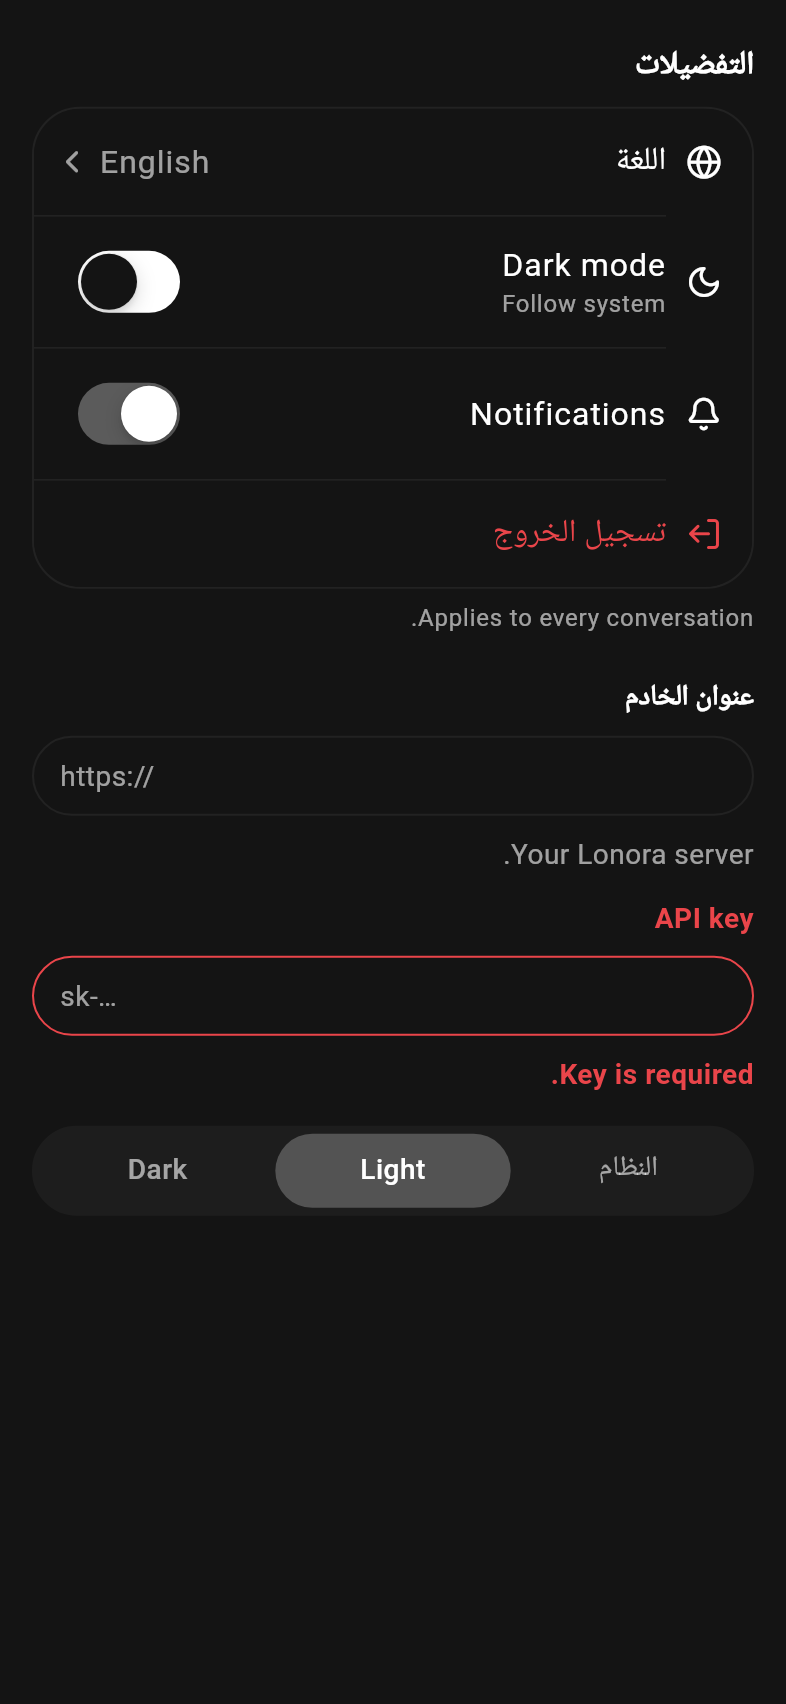 التفضيلات
اللغة
English
Dark mode
Follow system
Notifications
تسجيل الخروج
Applies to every conversation.
عنوان الخادم
https://
Your Lonora server.
API key
sk-…
Key is required.
النظام
Light
Dark